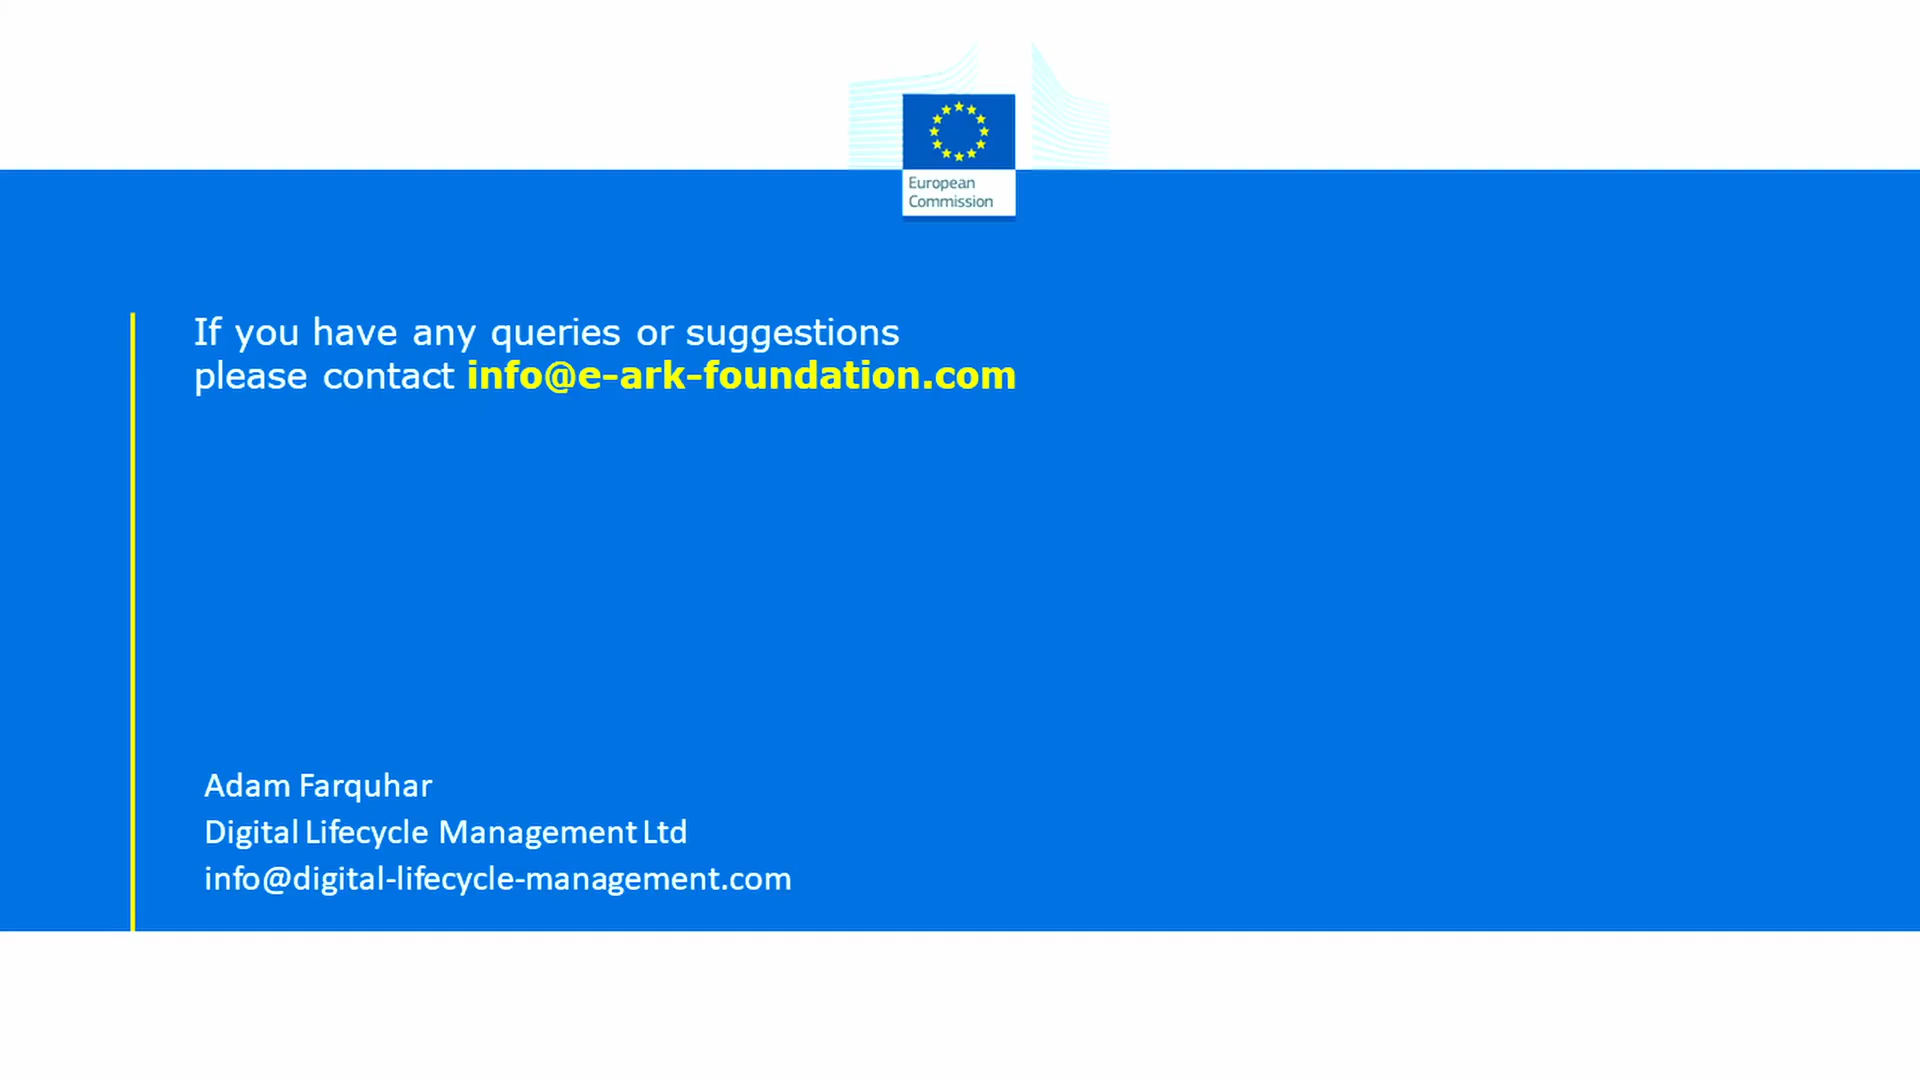 European
Commission
If you have any queries or suggestions
please contact info@e-ark-foundation.com
Adam Farquhar
Digital Lifecycle Management Ltd
info@digital-lifecycle-management.com